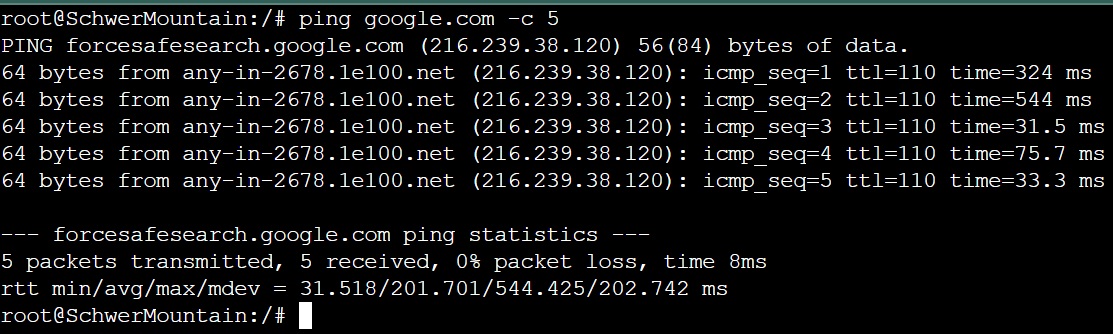 root@SchwerMountain:/# ping google.com -c 5
PING forcesafesearch.google.com (216.239.38.120) 56(84) bytes of data.
64 bytes from any-in-2678.1e100.net (216.239.38.120): icmp_seq=1 ttl=110 time=324 ms
64 bytes from any-in-2678.1e100.net (216.239.38.120): icmp_seq=2 ttl=110 time=544 ms
64 bytes from any-in-2678.1e100.net (216.239.38.120): icmp_seq=3 ttl=110 time=31.5 ms
64 bytes from any-in-2678.1e100.net (216.239.38.120): icmp_seq=4 ttl=110 time=75.7 ms
64 bytes from any-in-2678.1e100.net (216.239.38.120): icmp_seq=5 ttl=110 time=33.3 ms

--- forcesafesearch.google.com ping statistics ---
5 packets transmitted, 5 received, 0% packet loss, time 8ms
rtt min/avg/max/mdev = 31.518/201.701/544.425/202.742 ms
root@SchwerMountain:/#